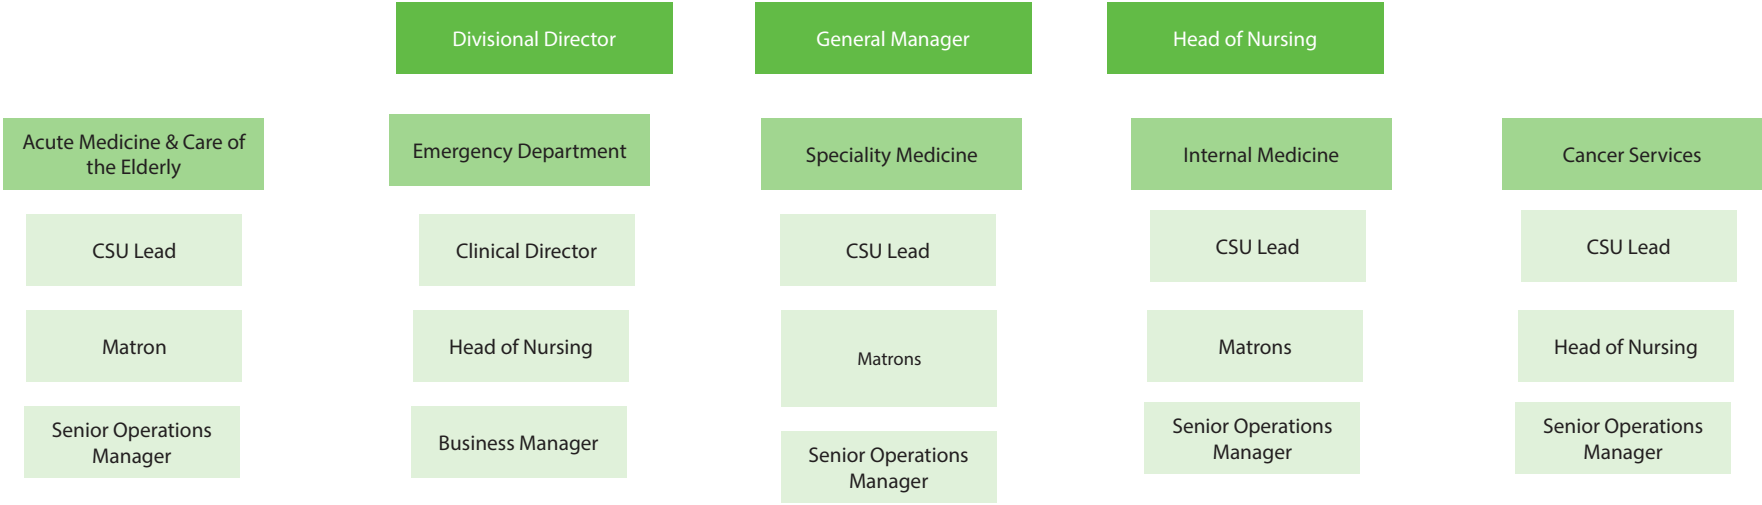 Divisional Director
General Manager
Head of Nursing
Acute Medicine & Care of
the Elderly
Emergency Department
Speciality Medicine
Internal Medicine
Cancer Services
CSU Lead
Clinical Director
CSU Lead
CSU Lead
CSU Lead
Matron
Head of Nursing
Matrons
Matrons
Head of Nursing
Senior Operations
Manager
Business Manager
Senior Operations
Manager
Senior Operations
Manager
Senior Operations
Manager